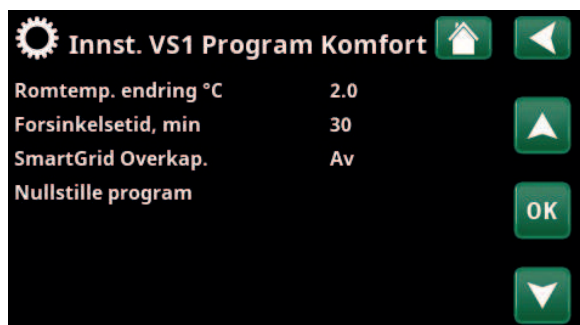 Innst. VS1 Program Komfort
Romtemp. endring °C 2.0
Forsinkelsetid, min 30
SmartGrid Overkap. Av
Nullstille program
OK